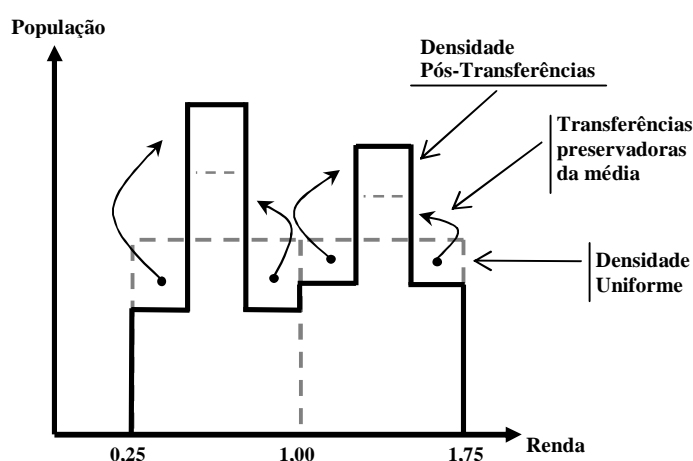 População
Densidade
Pós-Transferências
Transferências
preservadoras
da média
Densidade
Uniforme
0,25
1,00
1,75
Renda